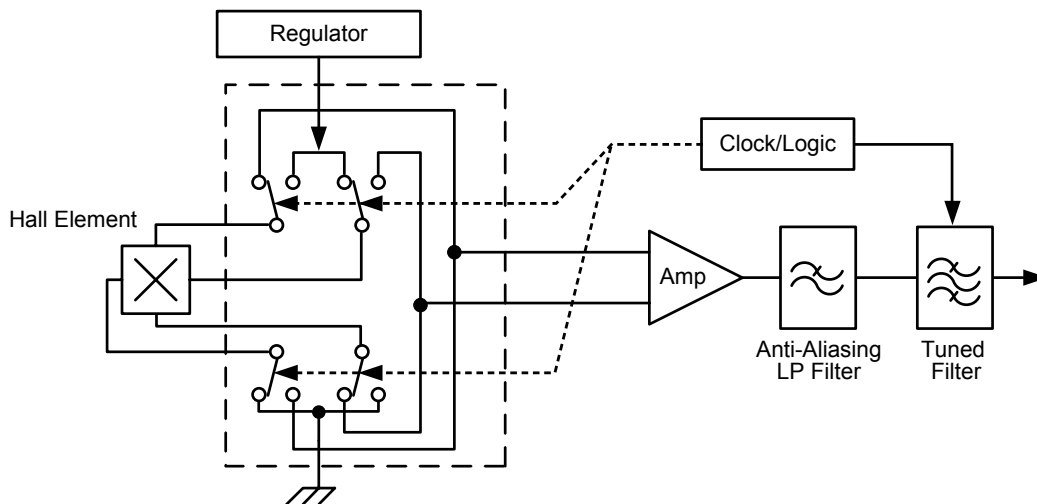 Regulator
Clock/Logic
Hall Element
Amp
Anti-Aliasing
LP Filter
Tuned
Filter